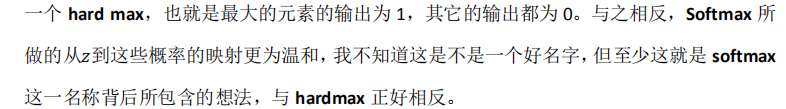 一个 hard max，也就是最大的元素的输出为 1，其它的输出都为 0。与之相反，Softmax 所
做的从z到这些概率的映射更为温和，我不知道这是不是一个好名字，但至少这就是 softmax
这一名称背后所包含的想法，与 hardmax 正好相反。